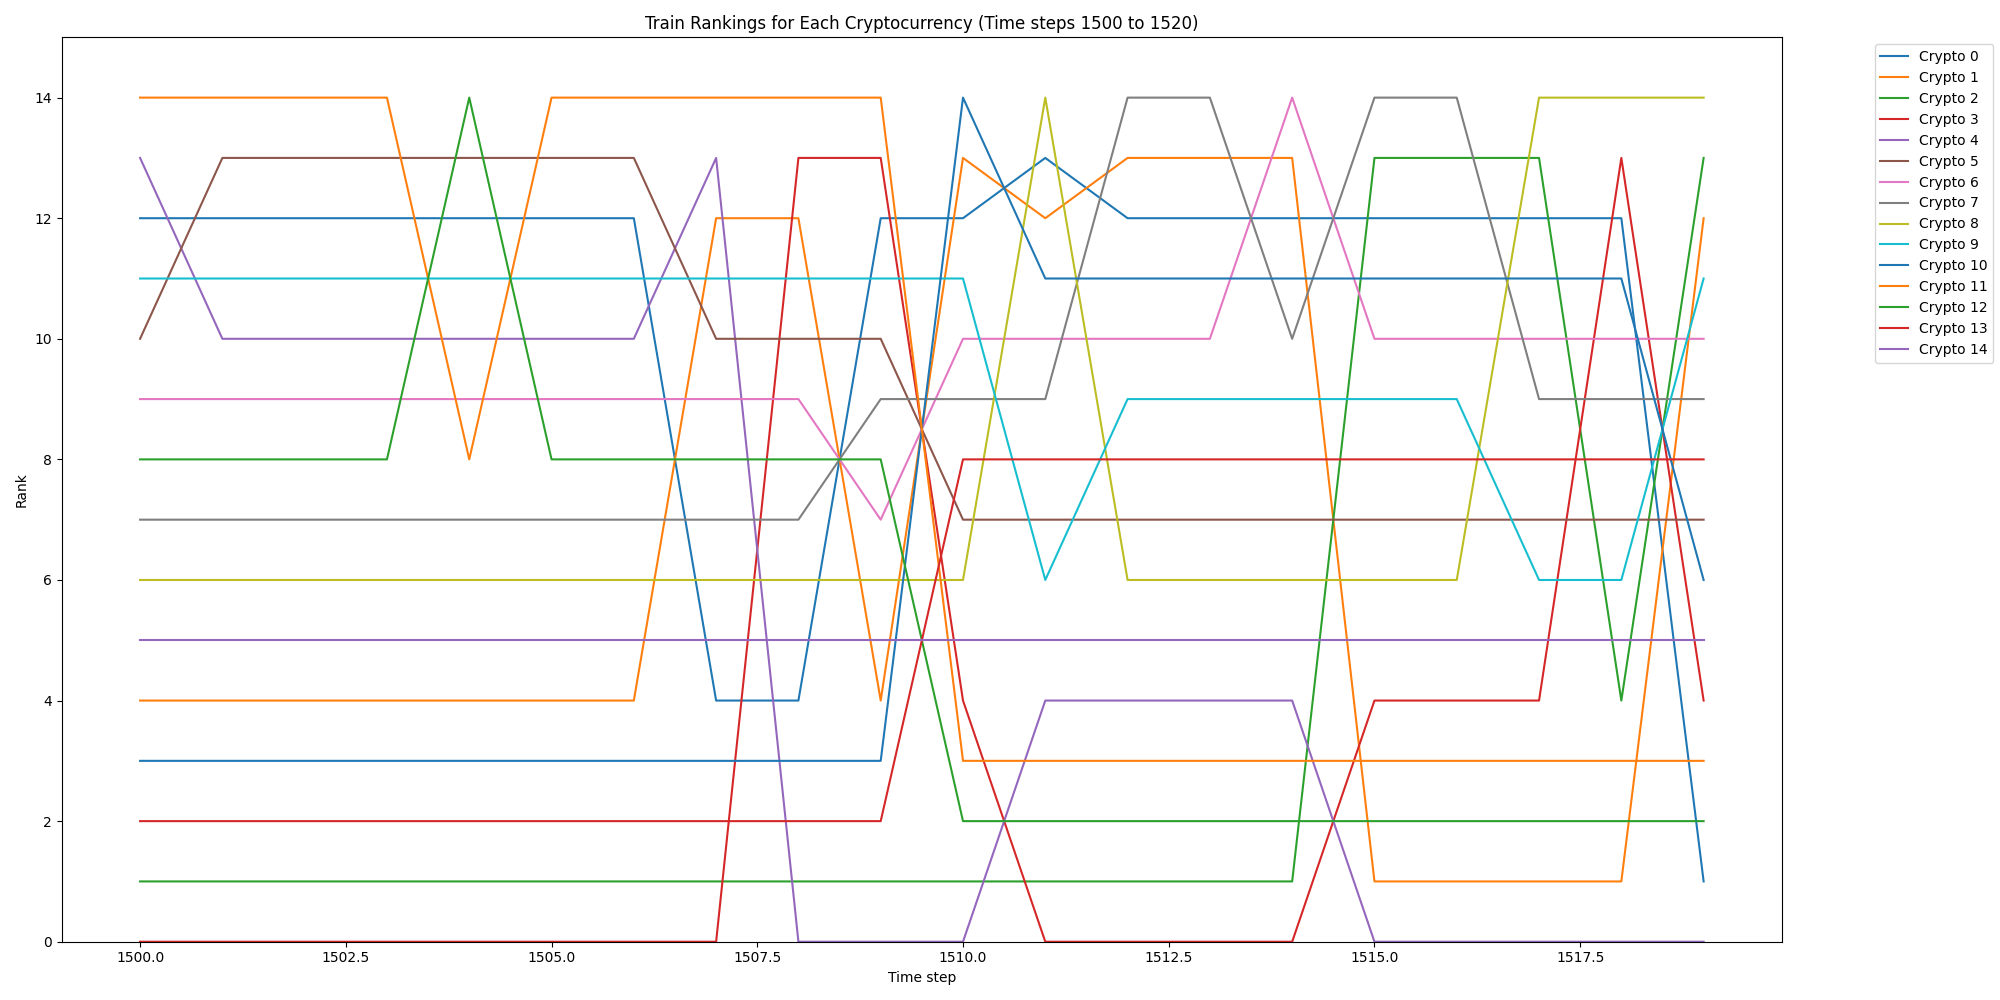 Train Rankings for Each Cryptocurrency (Time steps 1500 to 1520)
14
12
10
8
6
4
2
0
Rank
1500.0
1502.5
1505.0
1507.5
1510.0
1512.5
1515.0
1517.5
Time step
Crypto 0
Crypto 1
Crypto 2
Crypto 3
Crypto 4
Crypto 5
Crypto 6
Crypto 7
Crypto 8
Crypto 9
Crypto 10
Crypto 11
Crypto 12
Crypto 13
Crypto 14